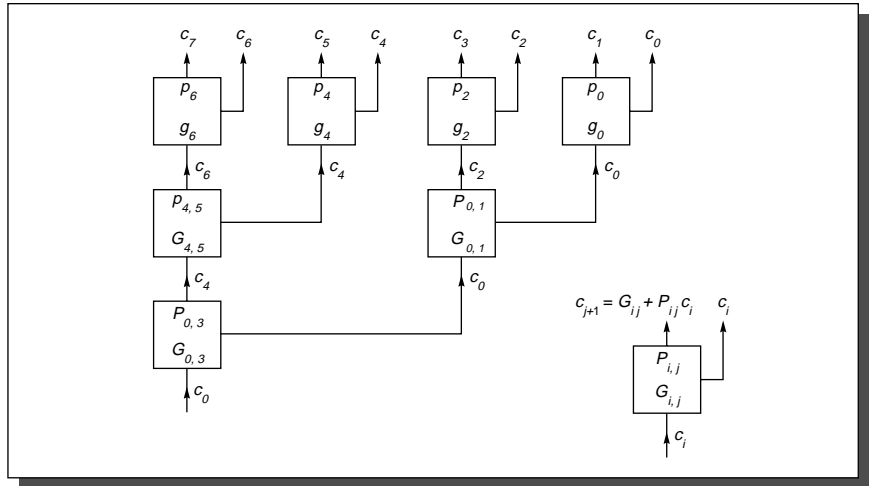 c7 c6 c5 c4 c3 c2 c1 c0
p6 p4 p2 p0
g6 g4 g2 g0
c6 c4 c2 c0
p4, 5 P0, 1
G4, 5 G0, 1
c4 c0
P0, 3
G0, 3
c0
cj+1 = Gi j + Pi j ci ci
Pi, j
Gi, j
ci